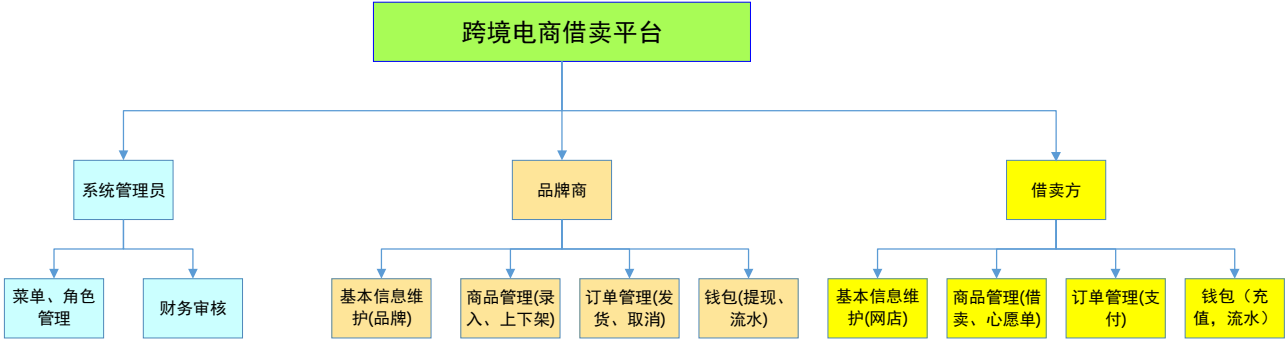 跨境电商借卖平台
系统管理员
品牌商
借卖方
菜单、角色
管理
财务审核
基本信息维
护(品牌)
商品管理(录
入、上下架)
订单管理(发
货、取消)
钱包(提现、
流水)
基本信息维
护(网店)
商品管理(借
卖、心愿单)
订单管理(支
付)
钱包（充
值，流水）